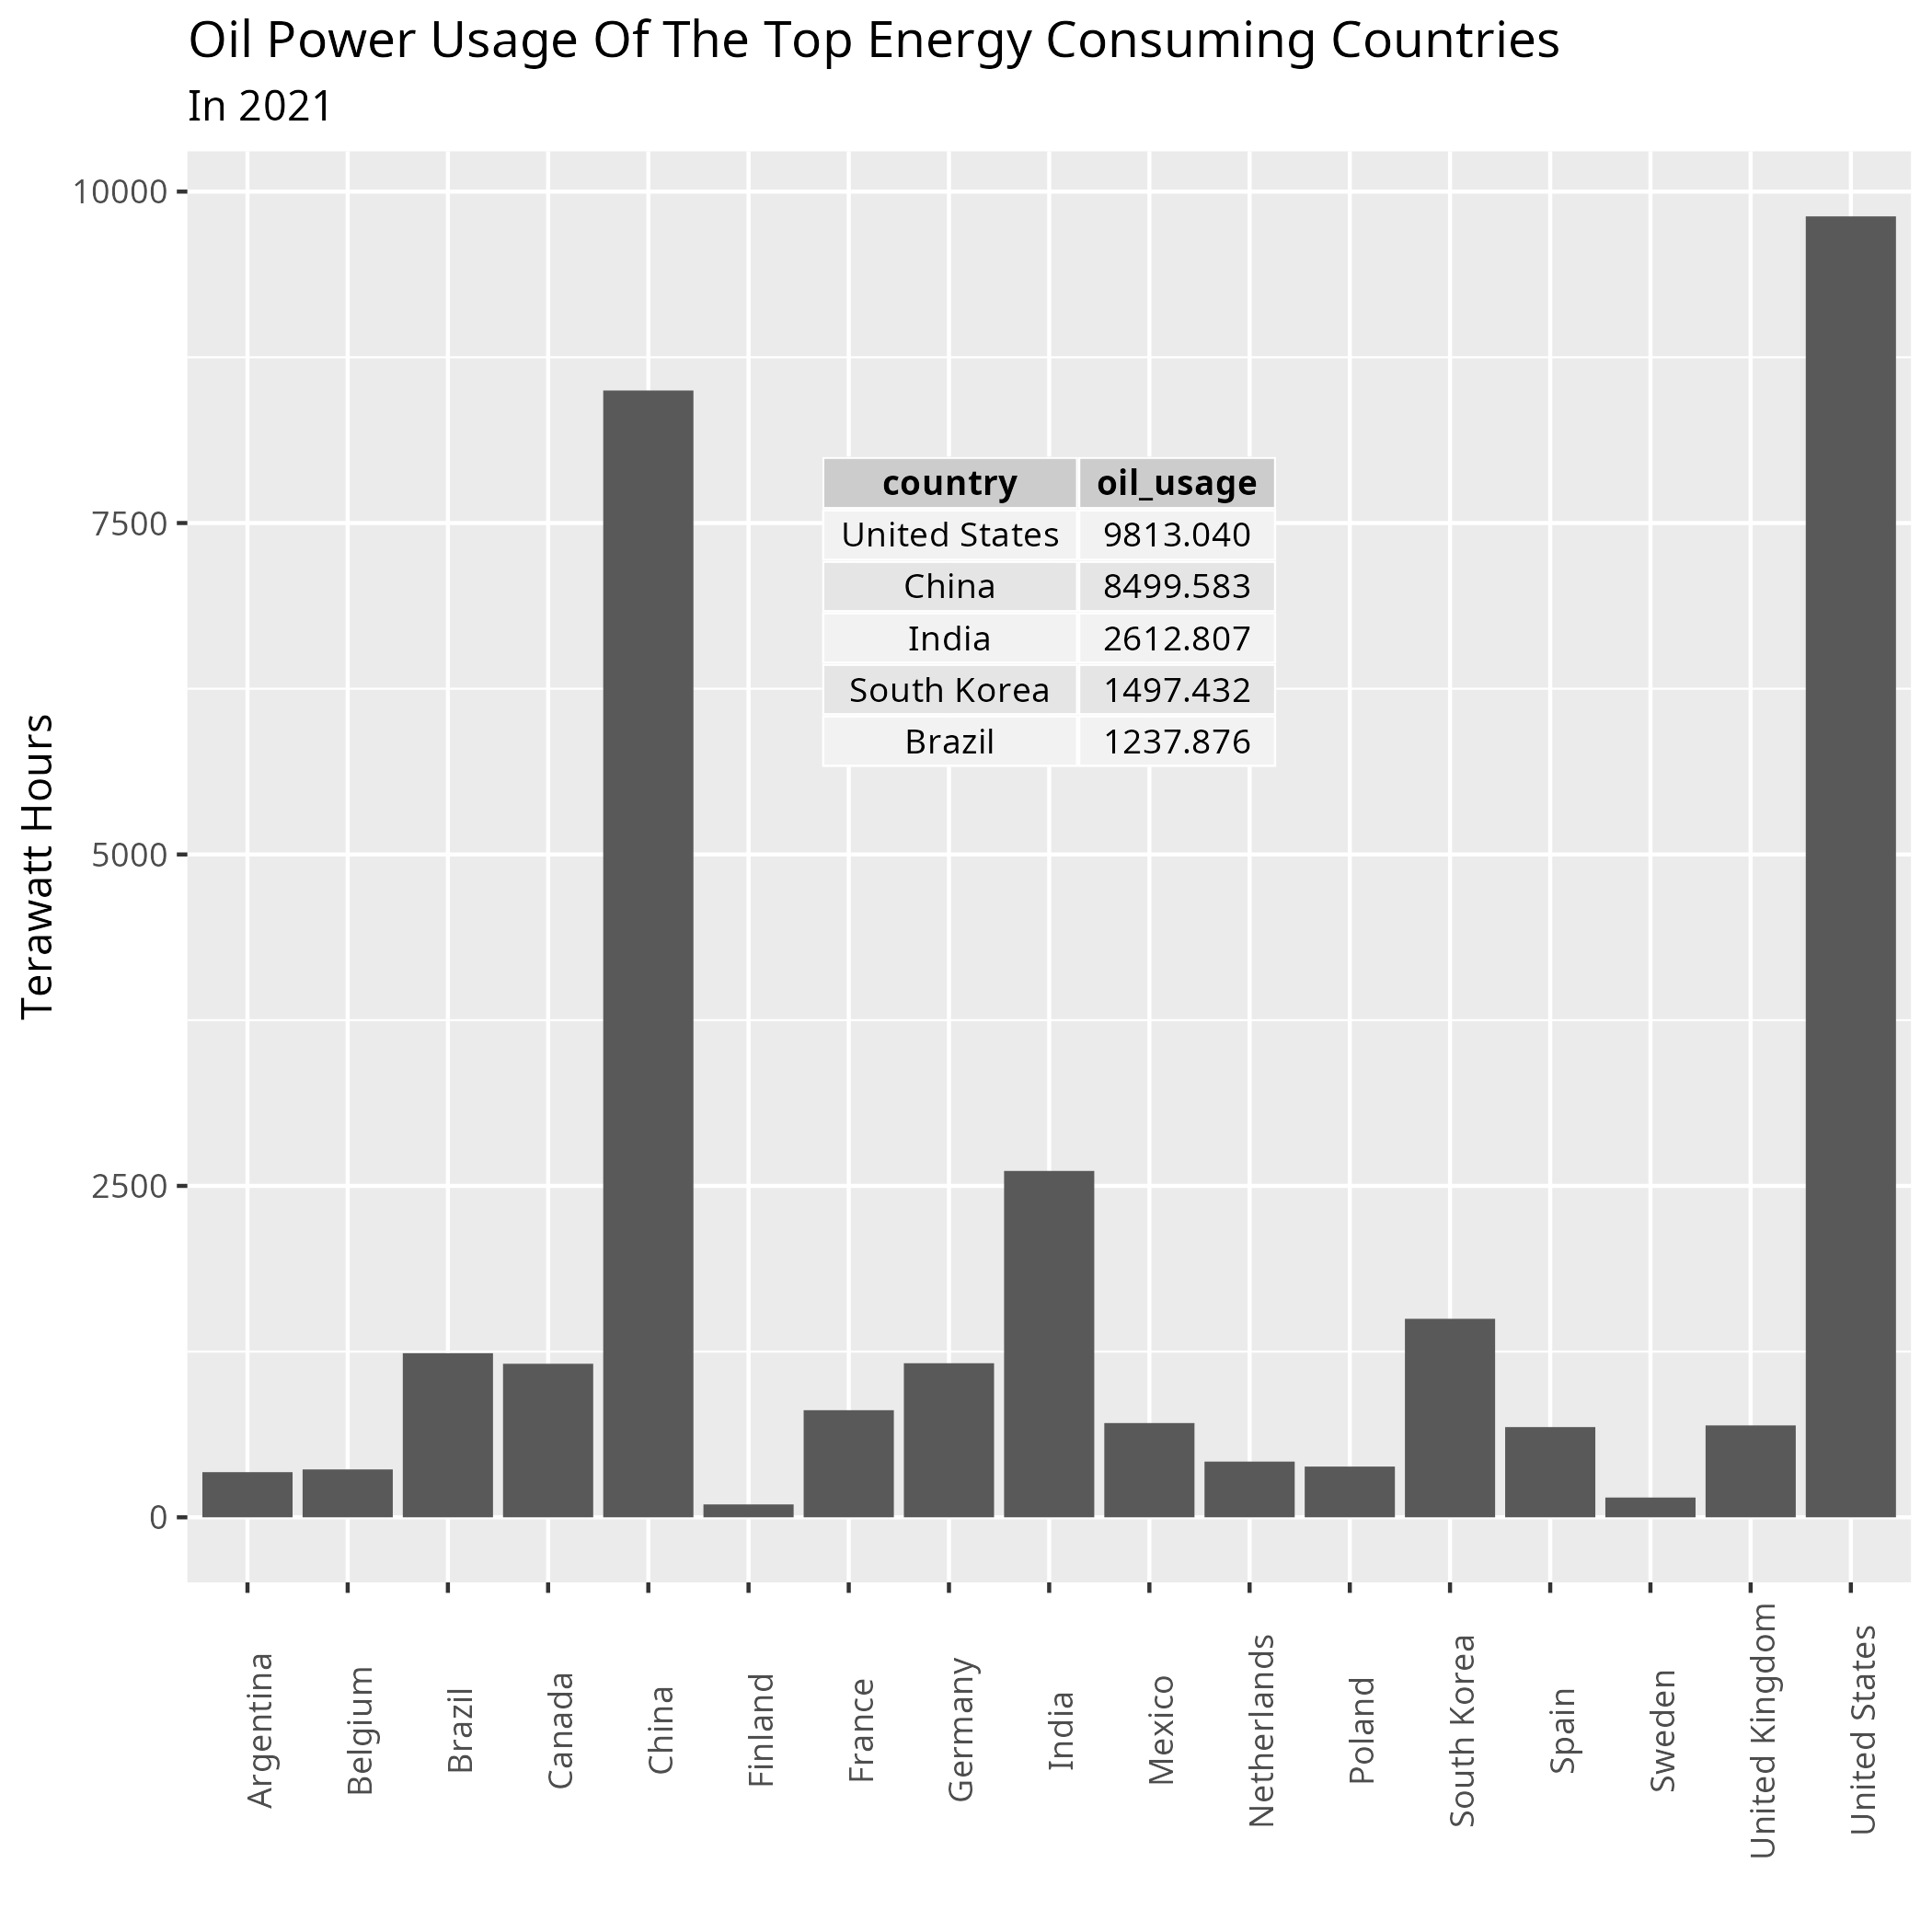 Oil Power Usage Of The Top Energy Consuming Countries
In 2021
Terawatt Hours
10000
7500
5000
2500
0
country oil_usage
United States 9813.040
China 8499.583
India 2612.807
South Korea 1497.432
Brazil 1237.876
Argentina
Belgium
Brazil
Canada
China
Finland
France
Germany
India
Mexico
Netherlands
Poland
South Korea
Spain
Sweden
United Kingdom
United States